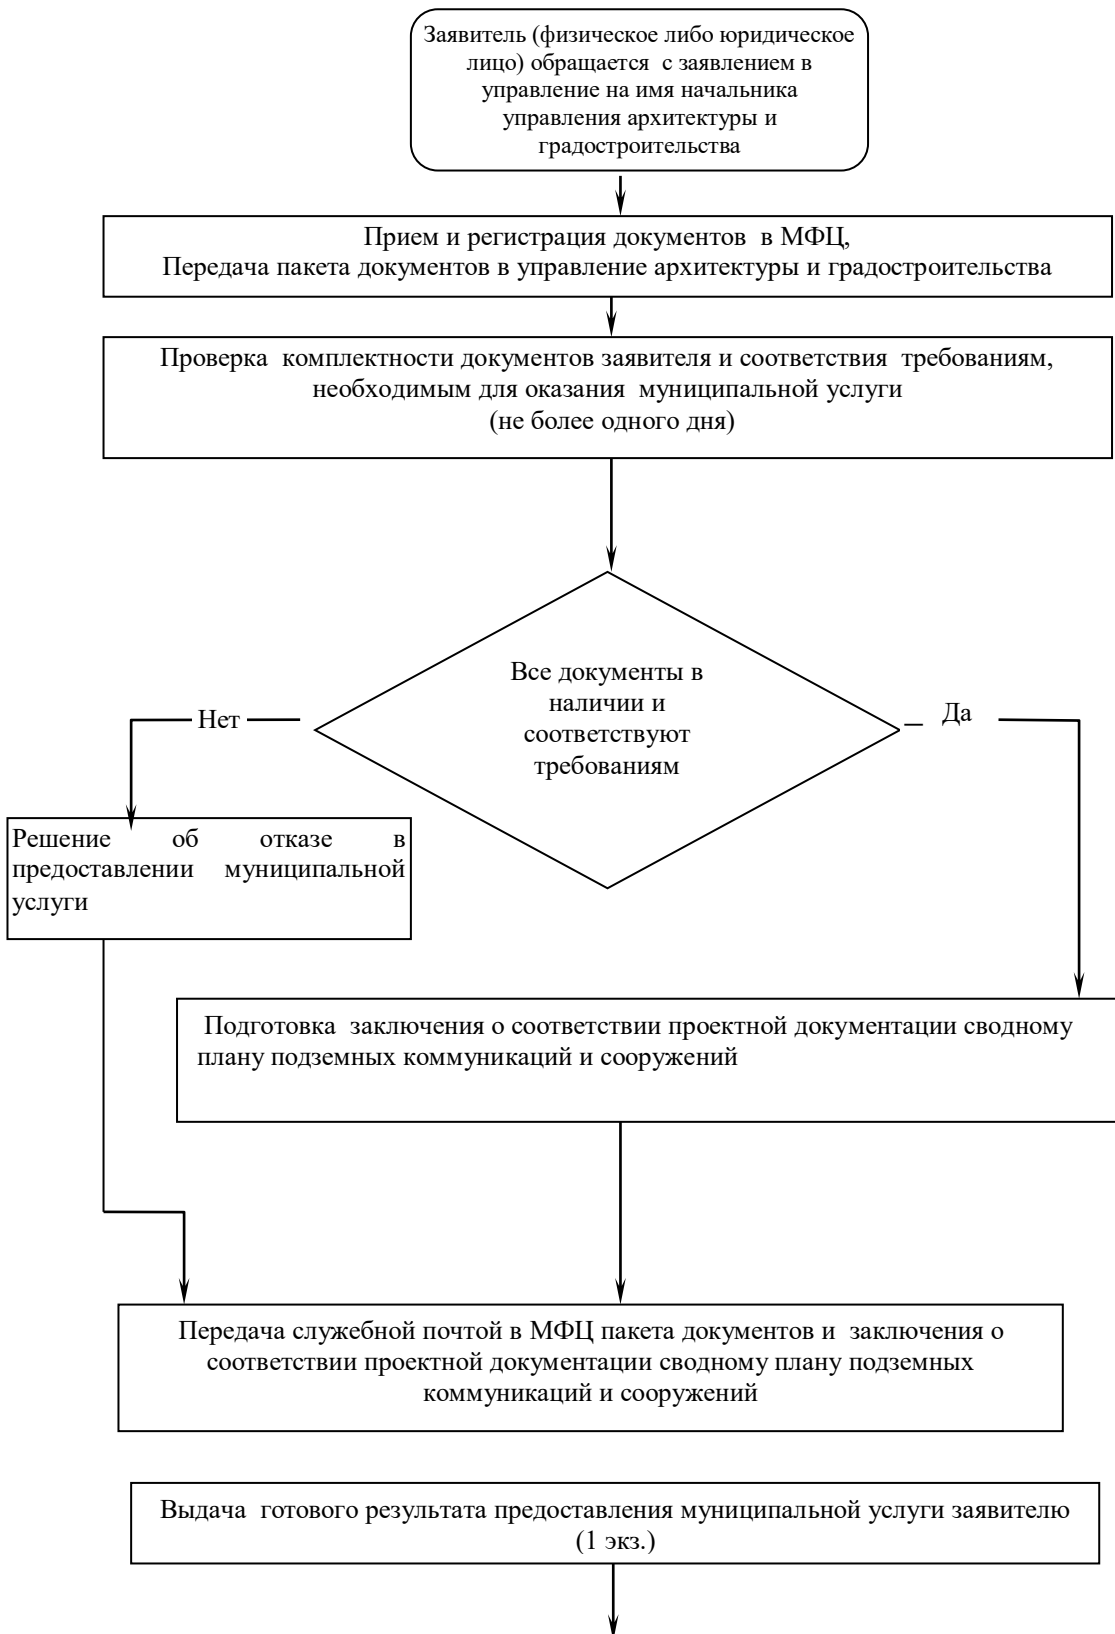 Заявитель (физическое либо юридическое
лицо) обращается с заявлением в
управление на имя начальника
управления архитектуры и
градостроительства
Прием и регистрация документов в МФЦ,
Передача пакета документов в управление архитектуры и градостроительства
Проверка комплектности документов заявителя и соответствия требованиям,
необходимым для оказания муниципальной услуги
(не более одного дня)
Все документы в
наличии и
соответствуют
требованиям
Нет
Да
Решение об отказе в
предоставлении муниципальной
услуги
Подготовка заключения о соответствии проектной документации сводному
плану подземных коммуникаций и сооружений
Передача служебной почтой в МФЦ пакета документов и заключения о
соответствии проектной документации сводному плану подземных
коммуникаций и сооружений
Выдача готового результата предоставления муниципальной услуги заявителю
(1 экз.)